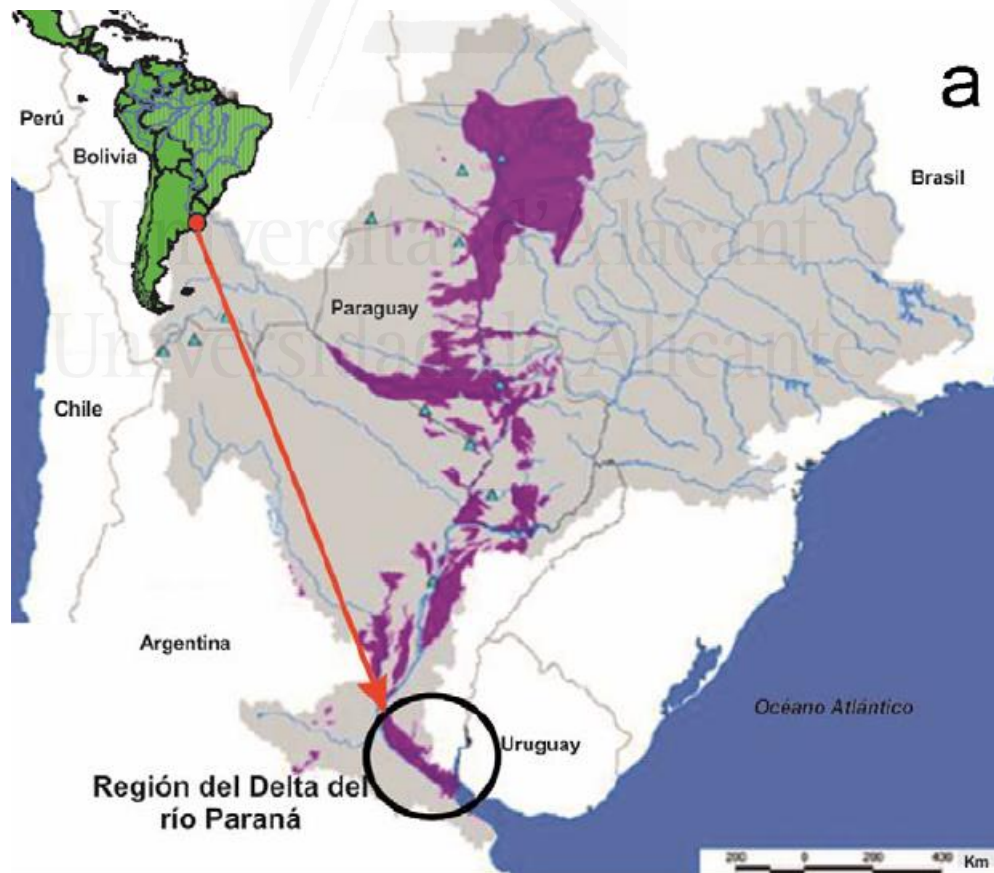 a
Perú
Bolivia
Brasil
Universitat d'Alacant
Paraguay
Universidad de Alicante
Chile
Argentina
Océano Atlántico
Uruguay
Región del Delta del
río Paraná
200 0 200 400 Km